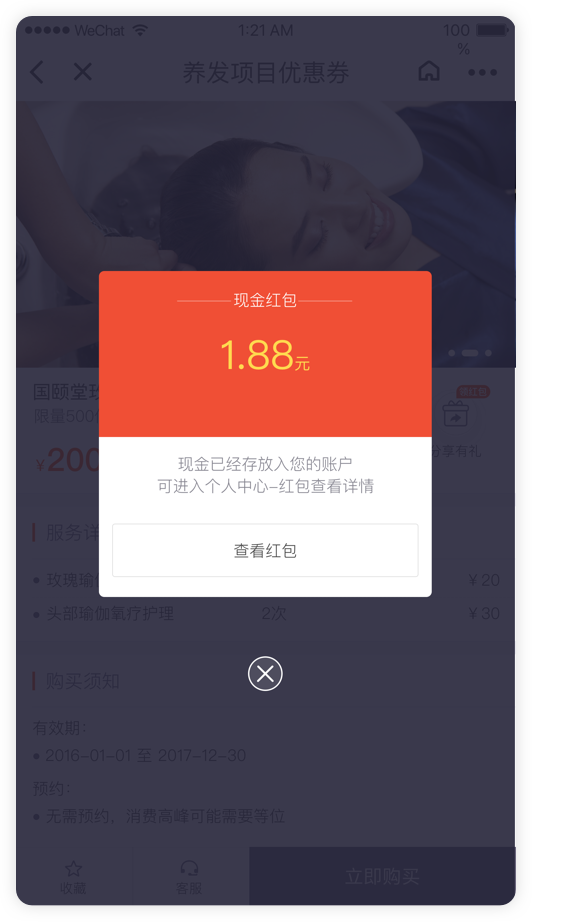 WeChat
1:21 AM
100
%
养发项目优惠券
现金红包
1.88元
现金已经存放入您的账户
可进入个人中心-红包查看详情
查看红包
国颐堂
限量500
分享有礼
¥200
服务详
玫瑰瑜
¥20
头部瑜伽氧疗护理
2次
¥30
购买须知
有效期：
2016-01-01 至 2017-12-30
预约：
无需预约，消费高峰可能需要等位
收藏
客服
立即购买